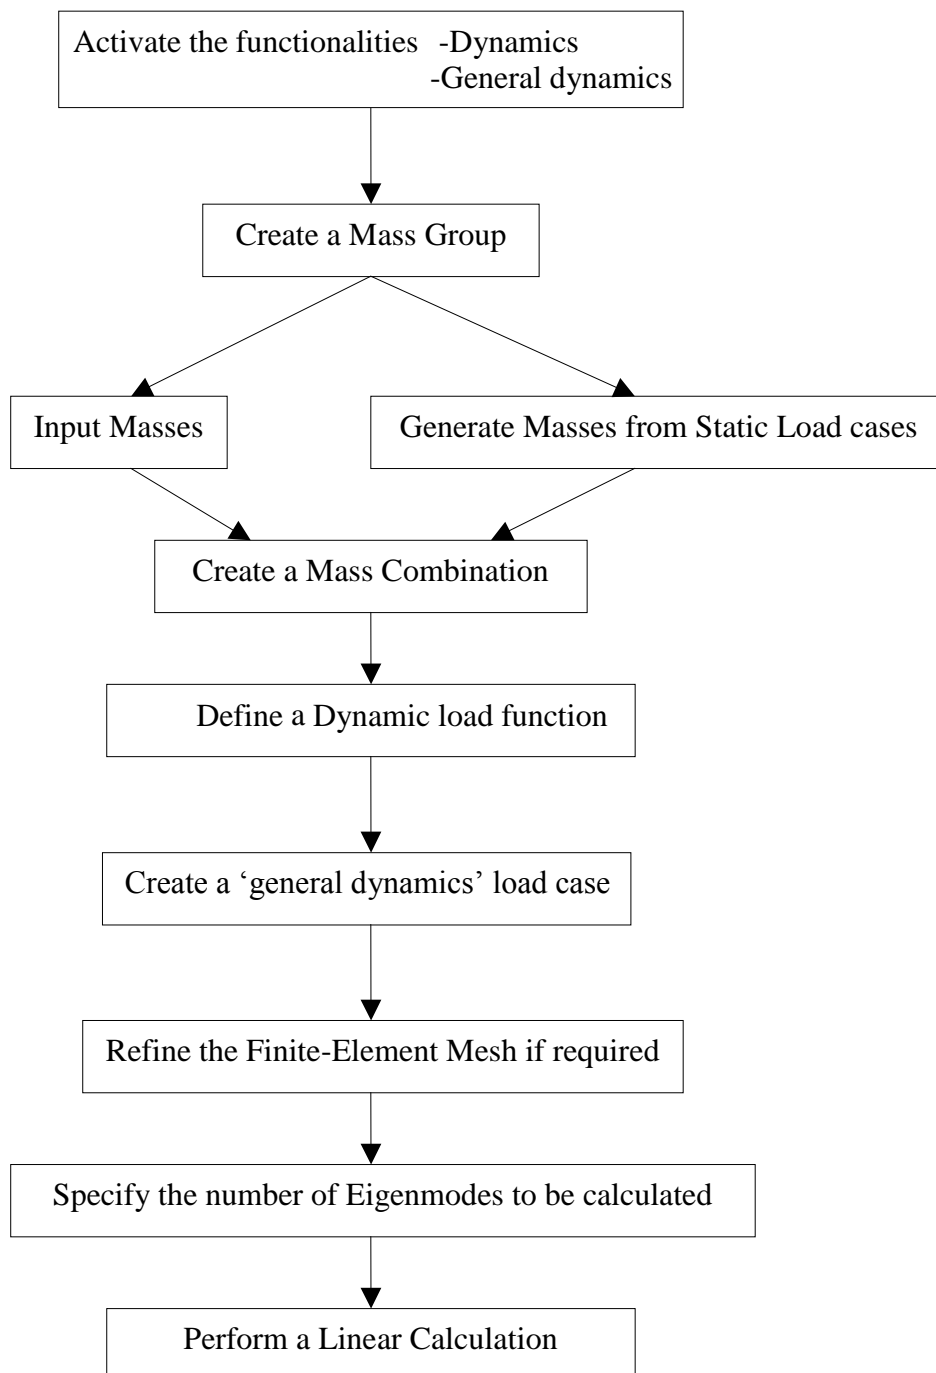 Activate the functionalities -Dynamics
-General dynamics
Create a Mass Group
Input Masses
Generate Masses from Static Load cases
Create a Mass Combination
Define a Dynamic load function
Create a ‘general dynamics’ load case
Refine the Finite-Element Mesh if required
Specify the number of Eigenmodes to be calculated
Perform a Linear Calculation